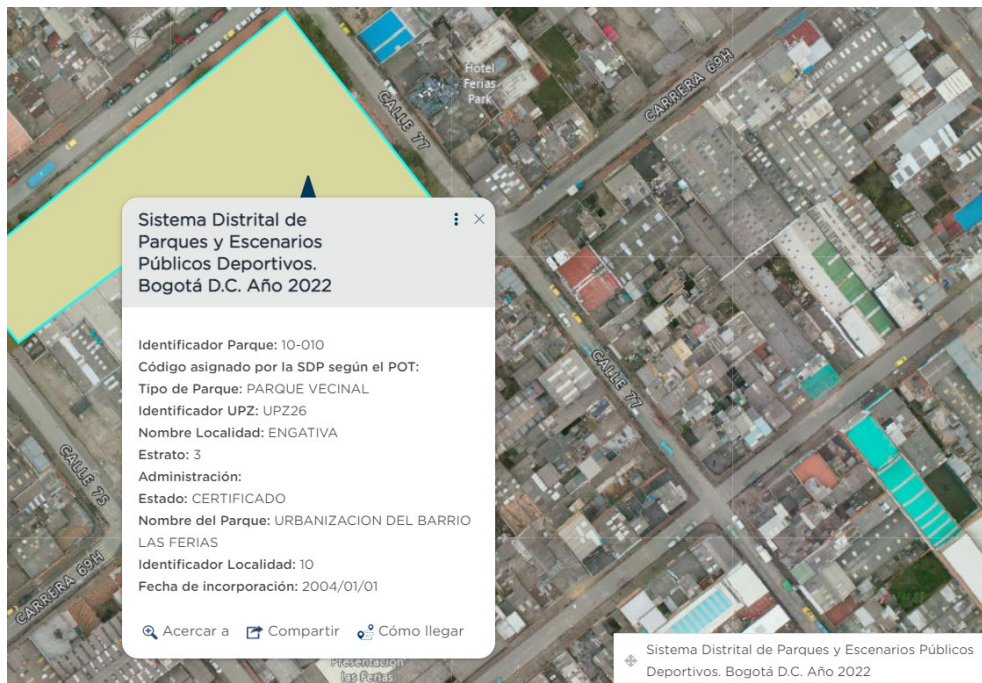 Hotel
Ferias
Park
CALLE 77
CARRERA 69H
Sistema Distrital de
Parques y Escenarios
Públicos Deportivos.
Bogotá D.C. Año 2022
Identificador Parque: 10-010
Código asignado por la SDP según el POT:
Tipo de Parque: PARQUE VECINAL
Identificador UPZ: UPZ26
Nombre Localidad: ENGATIVA
Estrato: 3
Administración:
Estado: CERTIFICADO
Nombre del Parque: URBANIZACION DEL BARRIO
LAS FERIAS
Identificador Localidad: 10
Fecha de incorporación: 2004/01/01
Acercar a
Compartir
Cómo llegar
CALLE 77
CALLE 75
CARRERA 69H
Presentación
las Ferias
Sistema Distrital de Parques y Escenarios Públicos
Deportivos. Bogotá D.C. Año 2022